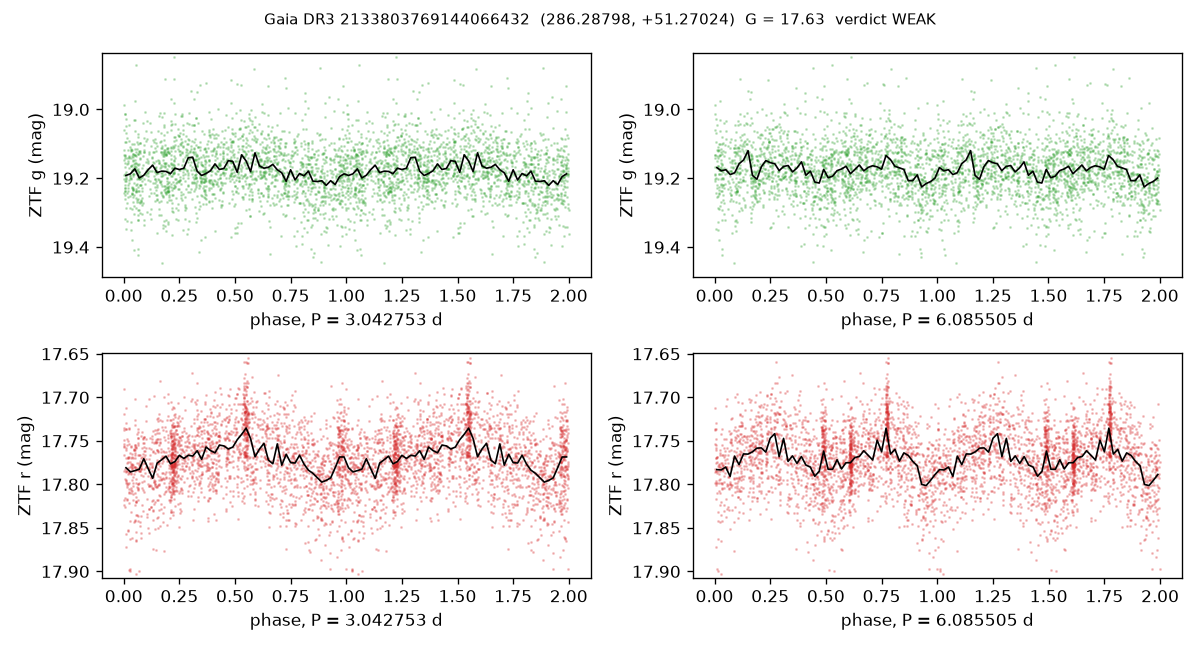 Gaia DR3 2133803769144066432 (286.28798, +51.27024) G = 17.63 verdict WEAK
ZTF g (mag)
19.0
19.2
19.4
0.00 0.25 0.50 0.75 1.00 1.25 1.50 1.75 2.00
phase, P = 3.042753 d
ZTF g (mag)
19.0
19.2
19.4
0.00 0.25 0.50 0.75 1.00 1.25 1.50 1.75 2.00
phase, P = 6.085505 d
ZTF r (mag)
17.65
17.70
17.75
17.80
17.85
17.90
0.00 0.25 0.50 0.75 1.00 1.25 1.50 1.75 2.00
phase, P = 3.042753 d
ZTF r (mag)
17.65
17.70
17.75
17.80
17.85
17.90
0.00 0.25 0.50 0.75 1.00 1.25 1.50 1.75 2.00
phase, P = 6.085505 d